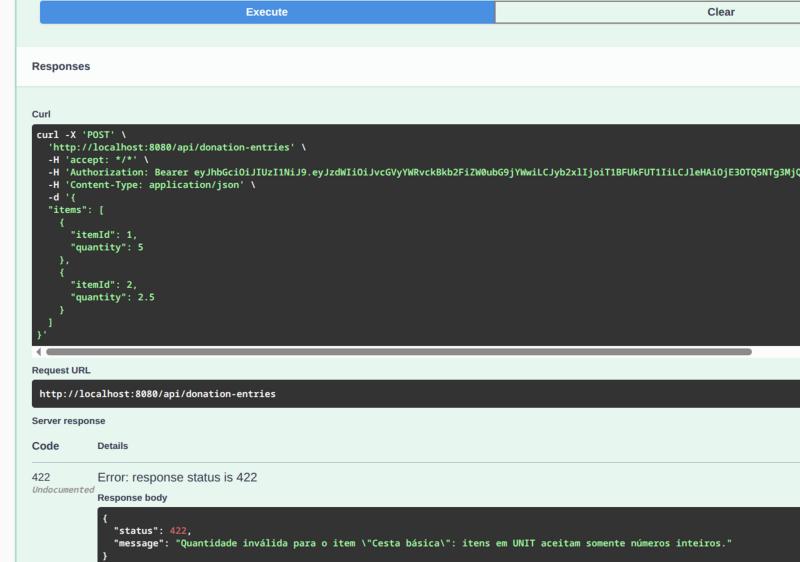 Execute
Clear
Responses
Curl
curl -X 'POST' \
'http://localhost:8080/api/donation-entries' \
-H 'accept: */*' \
-H 'Authorization: Bearer eyJhbGciOiJIUzI1NiJ9.eyJzdWIiOiJvcGVyYWRvckBkb2FiZW0ubG9jYWwiLCJyb2xlIjoiT1BFUkFUT1IiLCJleHAiOjE3OTQ5NTg3MjQ
-H 'Content-Type: application/json' \
-d '{
"items": [
{
"itemId": 1,
"quantity": 5
},
{
"itemId": 2,
"quantity": 2.5
}
]
}'
Request URL
http://localhost:8080/api/donation-entries
Server response
Code
Details
422
Undocumented
Error: response status is 422
Response body
{
"status": 422,
"message": "Quantidade inválida para o item \"Cesta básica\": itens em UNIT aceitam somente números inteiros."
}